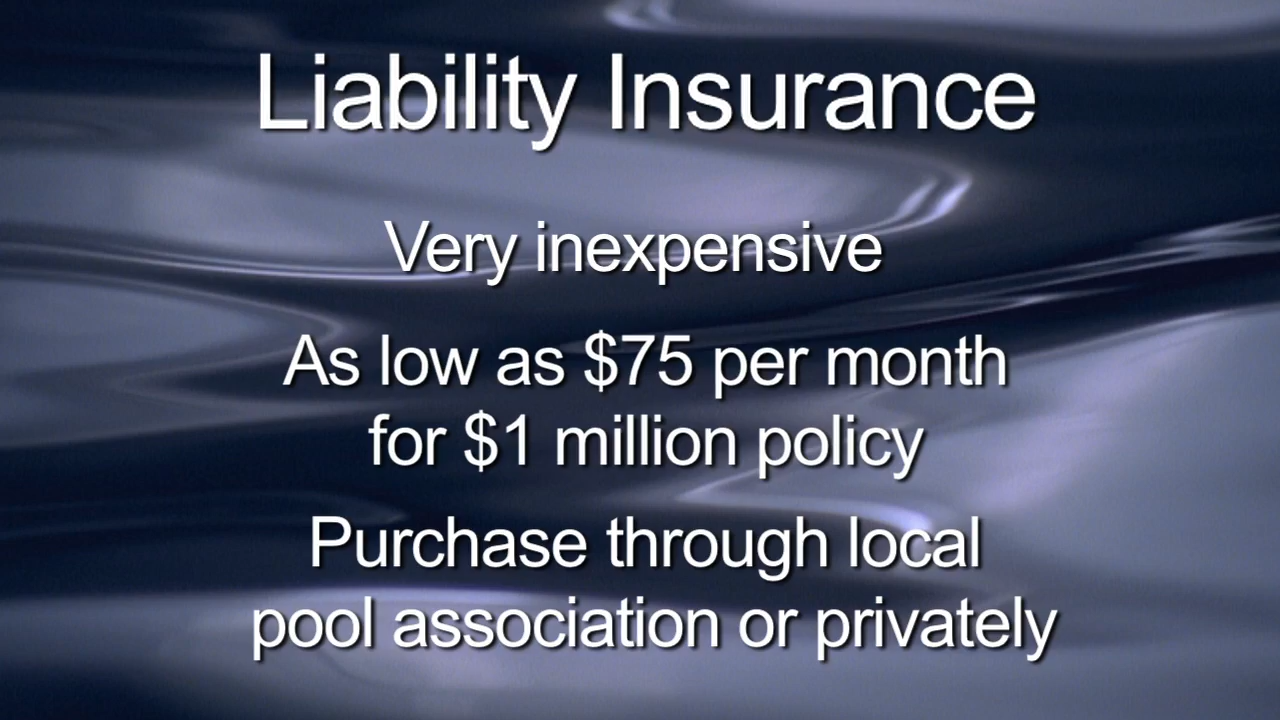 Liability Insurance
Very inexpensive
As low as $75 per month
for $1 million policy
Purchase through local
pool association or privately